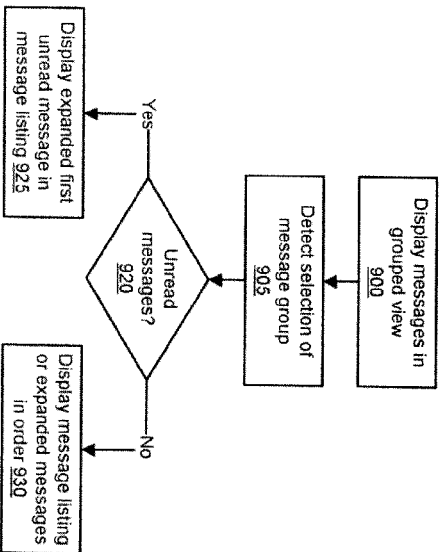 Display messages in
grouped view
900
Detect selection of
message group
905
Unread
messages?
920
Yes
No
Display expanded first
unread message in
message listing 925
Display message listing
or expanded messages
in order 930